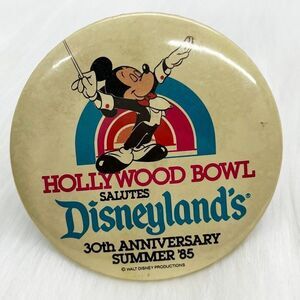 HOLLYWOOD BOWL
SALUTES
Disneyland's®
30th ANNIVERSARY
SUMMER '85
© WALT DISNEY PRODUCTIONS